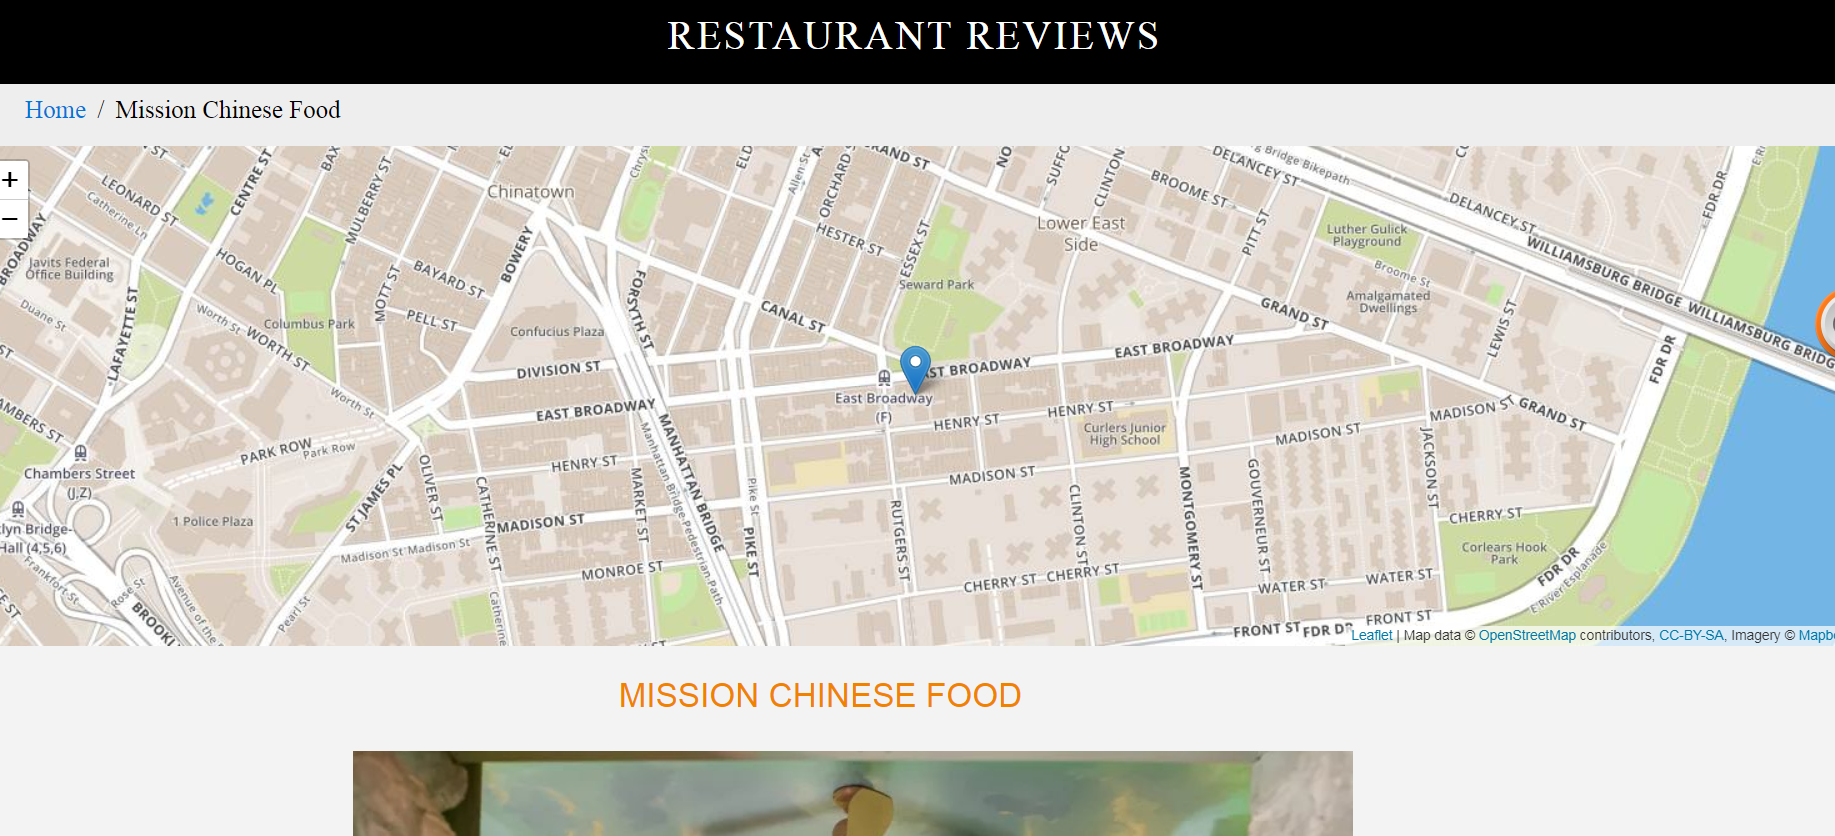 RESTAURANT REVIEWS
Home / Mission Chinese Food
+
−
Chinatown
Lower East
Side
LEONARD ST
Catherine Ln
CENTRE ST
MULBERRY ST
HOGAN PL
BAYARD ST
BOWERY
MOTT ST
PELL ST
Columbus Park
Confucius Plaza
Javits Federal
Office Building
BROADWAY
Duane St
LAFAYETTE ST
Worth St
WORTH ST
Worth St
FORSYTH ST
Allen St
ORCHARD
HESTER ST
ESSEX ST
Seward Park
CANAL ST
CLINTON
BROOME ST
DELANCEY ST
Bridge Bikepath
PITT ST
Luther Gulick
Playground
Broome St
Amalgamated
Dwellings
DELANCEY ST
WILLIAMSBURG BRIDGE
WILLIAMSBURG BRIDG
FDR DR
GRAND ST
LEWIS ST
FDR DR
DIVISION ST
EAST BROADWAY
EAST BROADWAY
AST BROADWAY
East Broadway
(F)
HENRY ST
HENRY ST
HENRY ST
Curlers Junior
High School
MADISON ST
MADISON ST
MADISON ST
GRAND ST
JACKSON ST
PARK ROW
Park Row
Chambers Street
(J,Z)
AMBERS ST
1 Police Plaza
ST JAMES PL
OLIVER ST
CATHERINE ST
MARKET ST
MANHATTAN BRIDGE
Manhattan Bridge Pedestrian Path
Pike St
PIKE ST
MADISON ST
Madison St
Madison St
MONROE ST
RUTGERS ST
CLINTON ST
MONTGOMERY ST
GOUVERNEUR ST
CHERRY ST
CHERRY ST
CHERRY ST
WATER ST
WATER ST
Corlears Hook
Park
FDR DR
E River Esplanade
FRONT ST
FRONT ST
FDR DR
lyn Bridge-
Hall (4,5,6)
Frankfort St
Rose St
Avenue of the
Pearl St
Catherine
BROOKL
Leaflet | Map data © OpenStreetMap contributors, CC-BY-SA, Imagery © Mapb
MISSION CHINESE FOOD